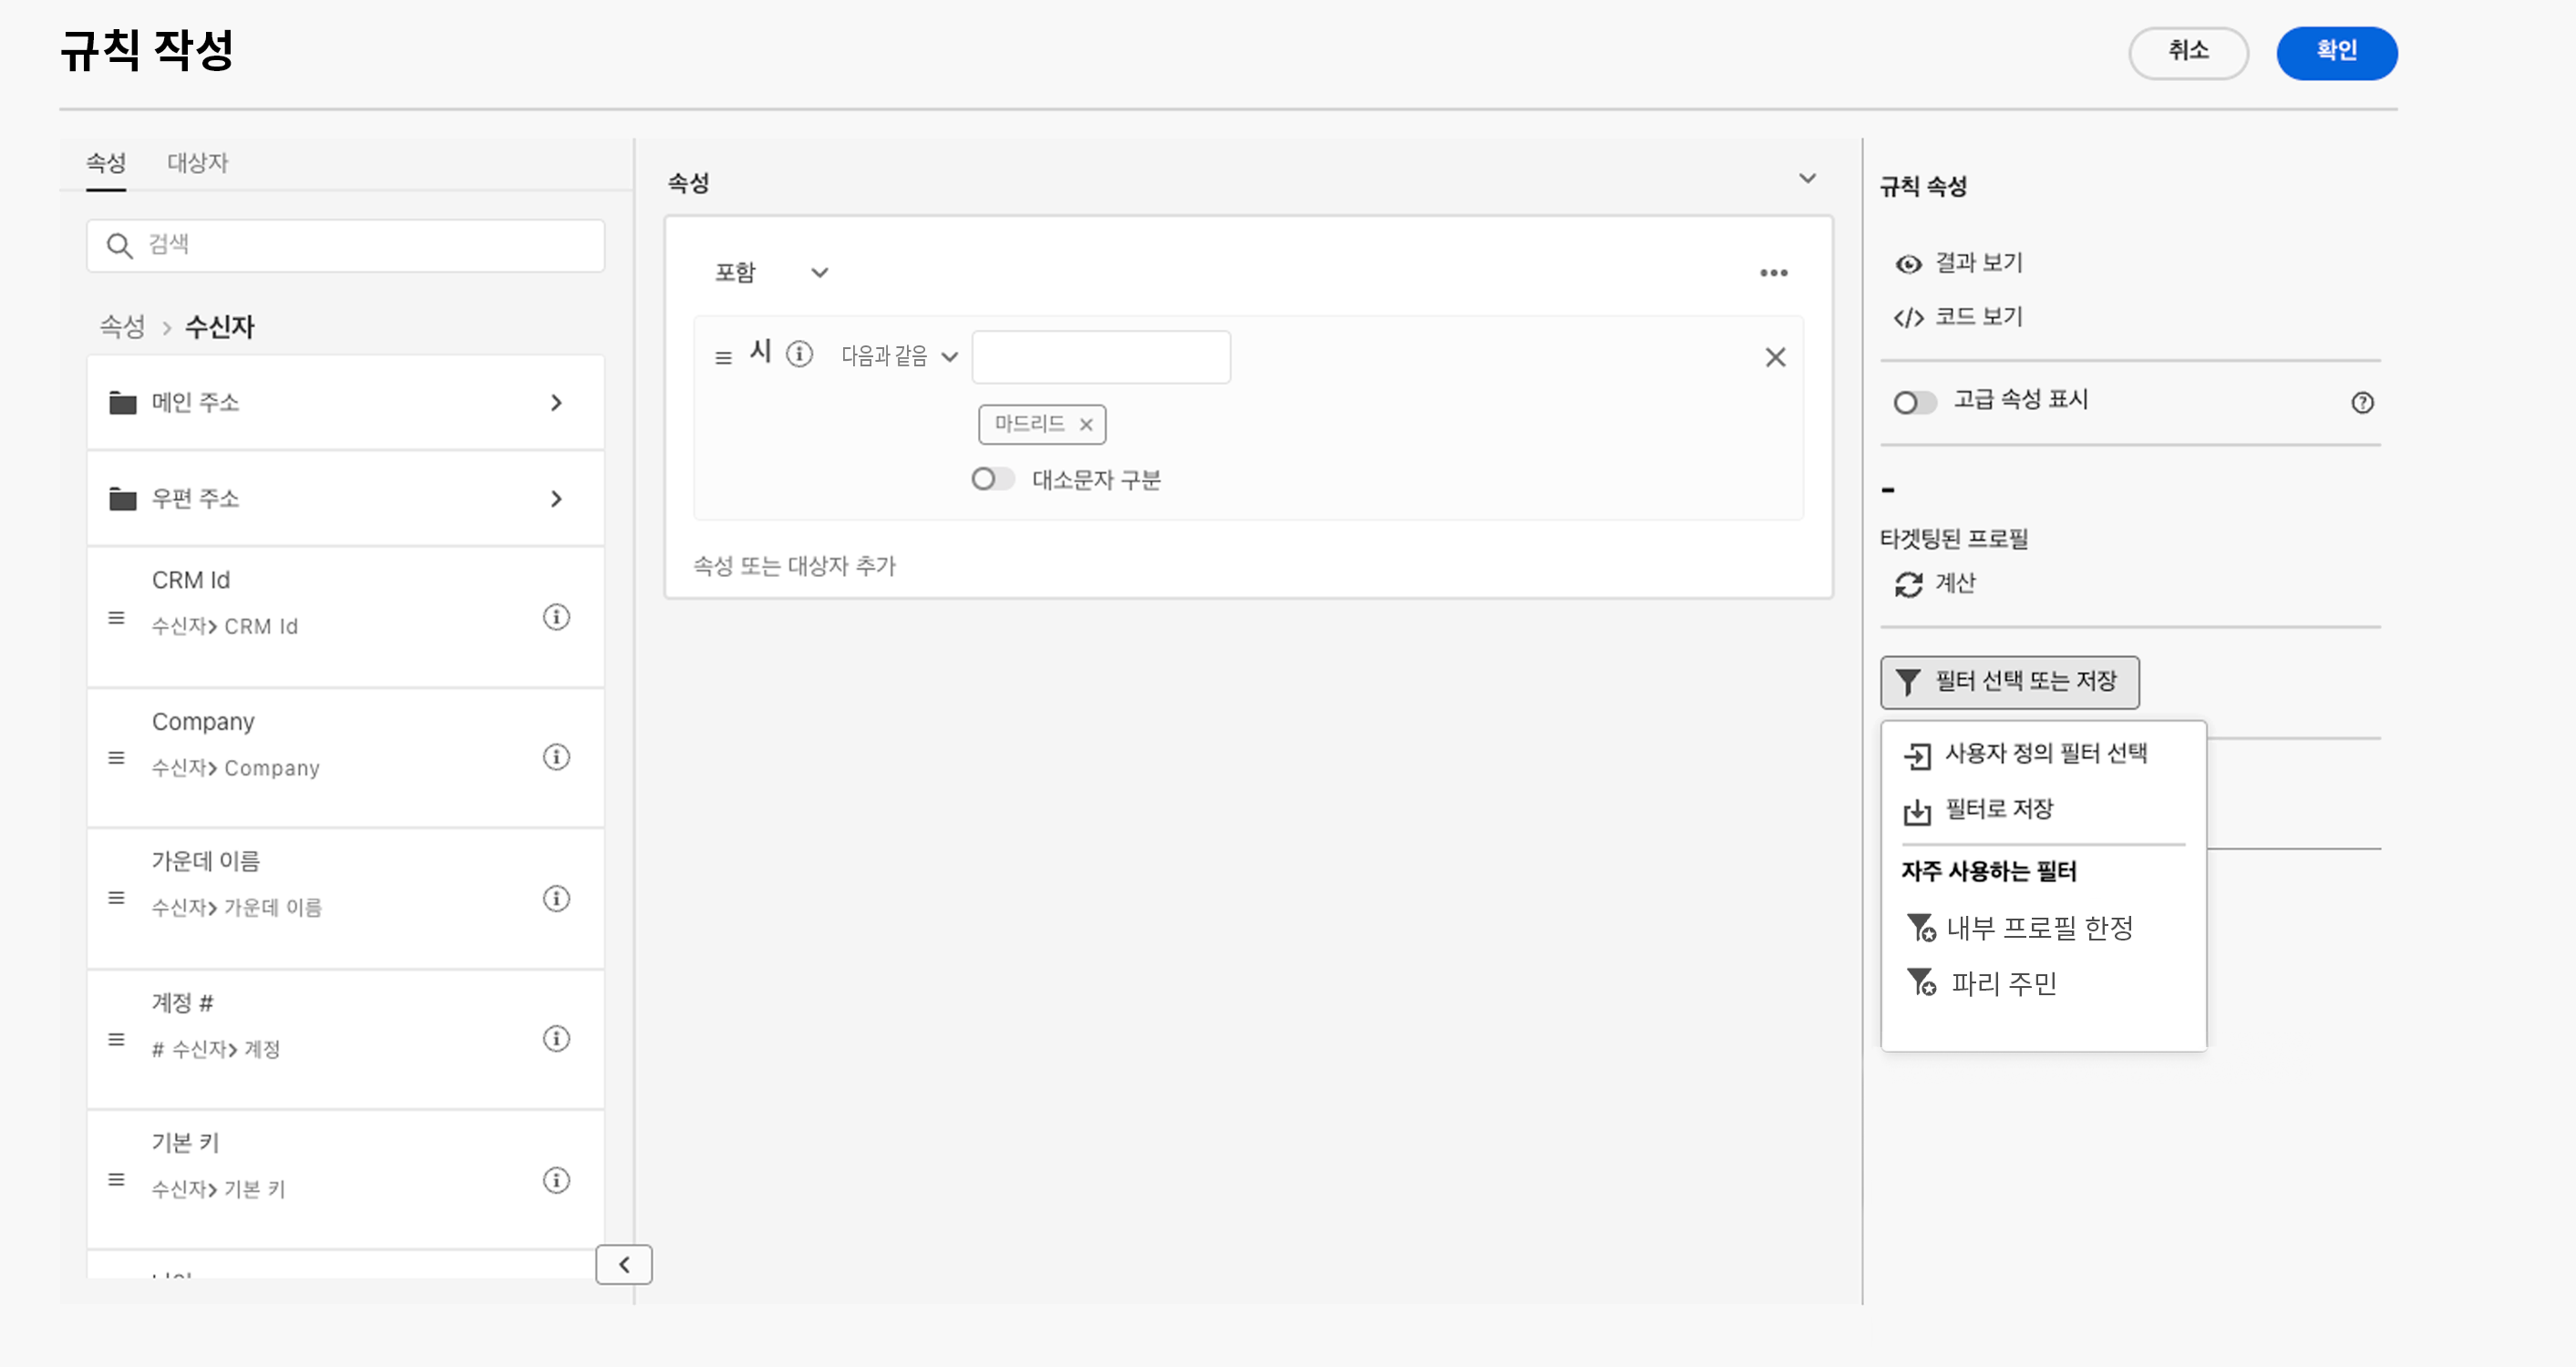 규칙 작성
취소
확인
속성
대상자
검색
속성 > 수신자
메인 주소
우편 주소
CRM Id
수신자> CRM Id
Company
수신자> Company
가운데 이름
수신자> 가운데 이름
계정 #
# 수신자> 계정
기본 키
수신자> 기본 키
속성
포함
시
다음과 같음
마드리드
대소문자 구분
속성 또는 대상자 추가
규칙 속성
결과 보기
코드 보기
고급 속성 표시
-
타겟팅된 프로필
계산
필터 선택 또는 저장
사용자 정의 필터 선택
필터로 저장
자주 사용하는 필터
내부 프로필 한정
파리 주민